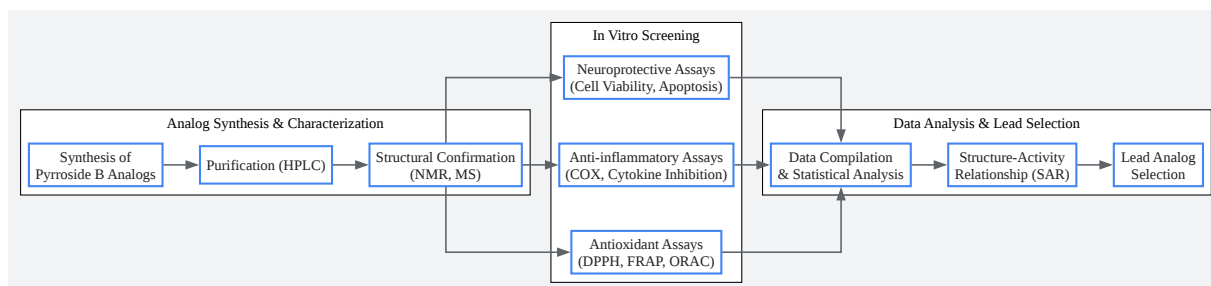 Analog Synthesis & Characterization
Synthesis of
Pyrroside B Analogs
Purification (HPLC)
Structural Confirmation
(NMR, MS)
In Vitro Screening
Neuroprotective Assays
(Cell Viability, Apoptosis)
Anti-inflammatory Assays
(COX, Cytokine Inhibition)
Antioxidant Assays
(DPPH, FRAP, ORAC)
Data Analysis & Lead Selection
Data Compilation
& Statistical Analysis
Structure-Activity
Relationship (SAR)
Lead Analog
Selection